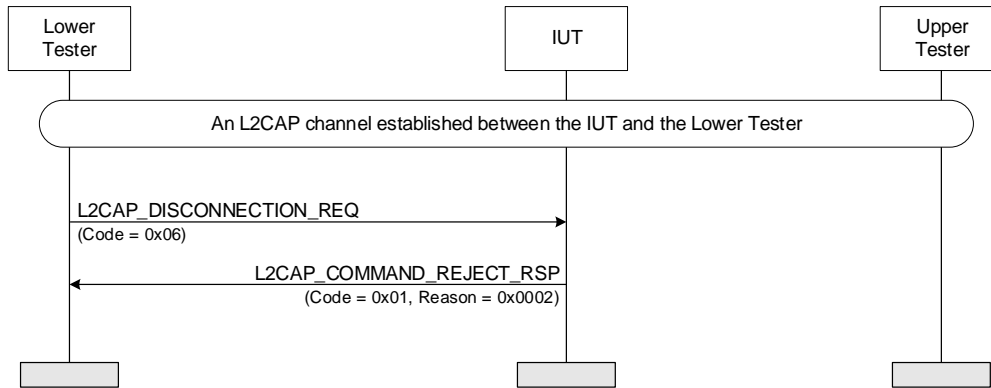 Lower
Tester
IUT
Upper
Tester
An L2CAP channel established between the IUT and the Lower Tester
L2CAP_DISCONNECTION_REQ
(Code = 0x06)
L2CAP_COMMAND_REJECT_RSP
(Code = 0x01, Reason = 0x0002)